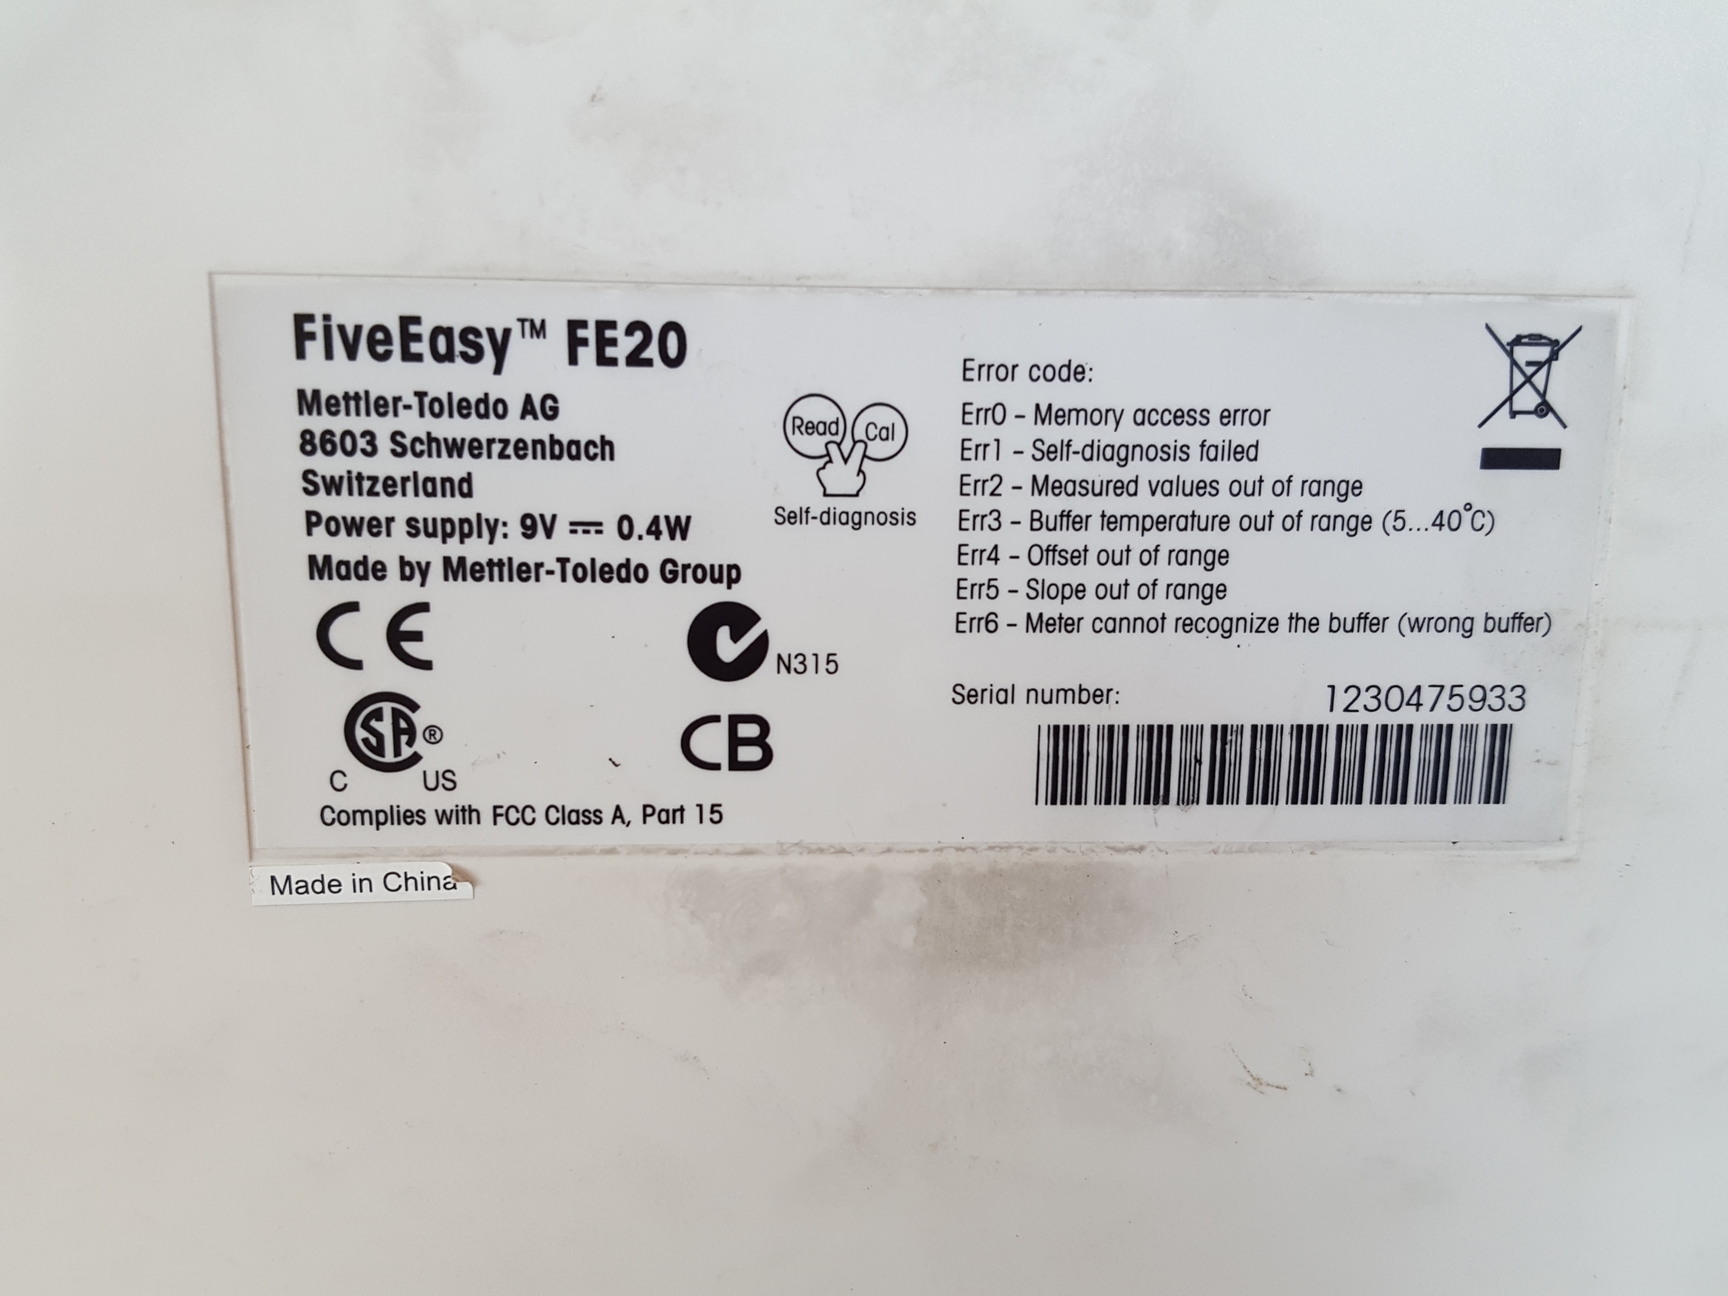 FiveEasy™ FE20
Mettler-Toledo AG
8603 Schwerzenbach
Switzerland
Power supply: 9V ⎓ 0.4W
Made by Mettler-Toledo Group
CE
N315
CSA®
C US
CB
Complies with FCC Class A, Part 15
Read Cal
Self-diagnosis
Error code:
Err0 - Memory access error
Err1 - Self-diagnosis failed
Err2 - Measured values out of range
Err3 - Buffer temperature out of range (5...40°C)
Err4 - Offset out of range
Err5 - Slope out of range
Err6 - Meter cannot recognize the buffer (wrong buffer)
Serial number: 1230475933
Made in China